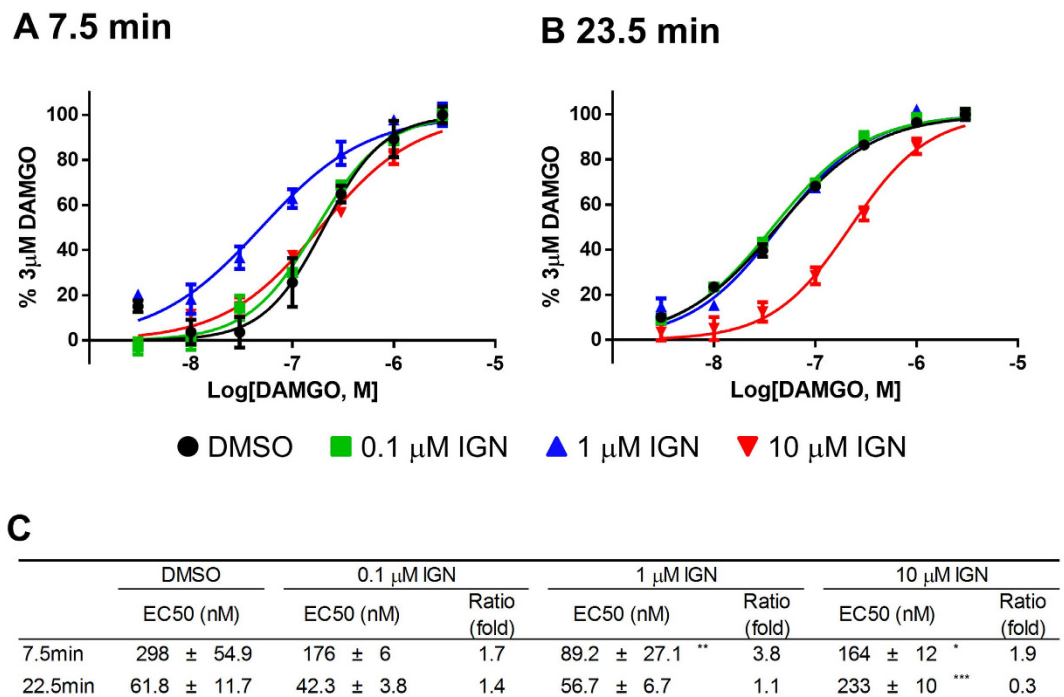 A 7.5 min
B 23.5 min
% 3μM DAMGO
100
80
60
40
20
0
-8 -7 -6 -5
Log[DAMGO, M]
% 3μM DAMGO
100
80
60
40
20
0
-8 -7 -6 -5
Log[DAMGO, M]
DMSO 0.1 μM IGN 1 μM IGN 10 μM IGN
C
DMSO 0.1 μM IGN 1 μM IGN 10 μM IGN
EC50 (nM) EC50 (nM) Ratio (fold) EC50 (nM) Ratio (fold) EC50 (nM) Ratio (fold)
7.5min 298 ± 54.9 176 ± 6 1.7 89.2 ± 27.1 ** 3.8 164 ± 12 * 1.9
22.5min 61.8 ± 11.7 42.3 ± 3.8 1.4 56.7 ± 6.7 1.1 233 ± 10 *** 0.3